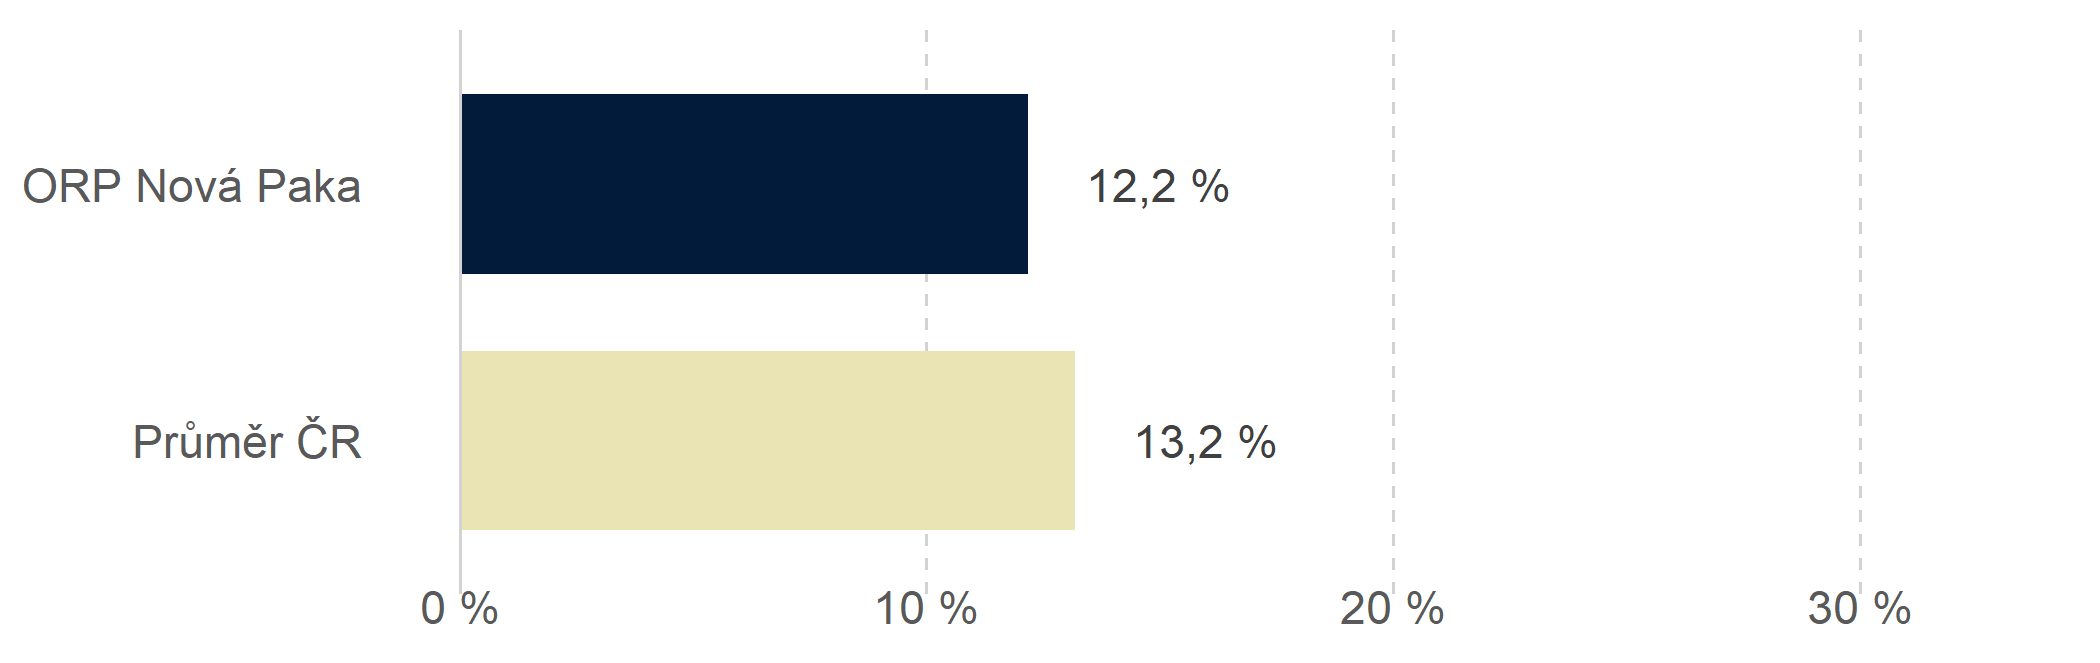 ORP Nová Paka
12,2 %
Průměr ČR
13,2 %
0 % 10 % 20 % 30 %